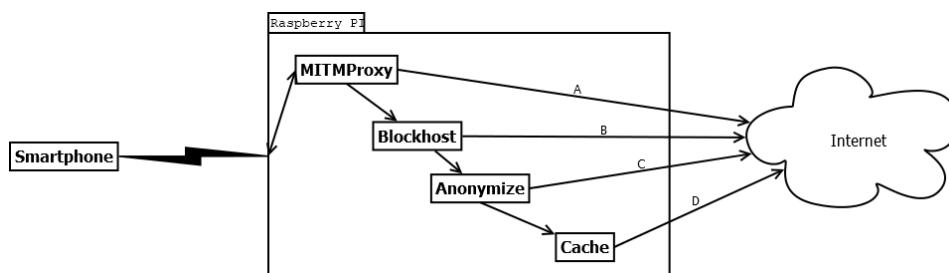 Raspberry PI
MITMProxy
A
Blockhost
B
Internet
Smartphone
C
Anonymize
D
Cache